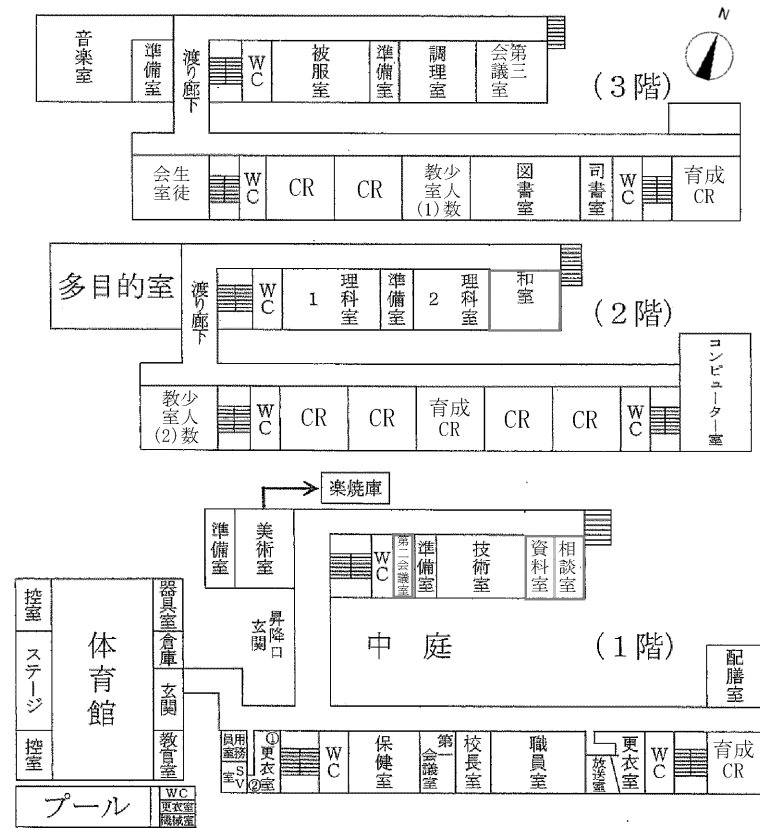 N
(3階)
音楽室
準備室
渡り廊下
WC
被服室
準備室
調理室
第三会議室
生徒会室
WC
CR
CR
少人数教室(1)
図書室
司書室
WC
育成CR
(2階)
多目的室
渡り廊下
WC
理科室1
準備室
理科室2
和室
コンピューター室
少人数教室(2)
WC
CR
CR
育成CR
CR
CR
WC
楽焼庫
(1階)
準備室
美術室
WC
第二会議室
準備室
技術室
資料室
相談室
昇降口
玄関
中庭
配膳室
控室
ステージ
控室
体育館
器具室
倉庫
玄関
教官室
用務員室
SV室
①更衣室②
WC
保健室
第一会議室
校長室
職員室
放送室
更衣室
WC
育成CR
プール
WC
更衣室
機械室